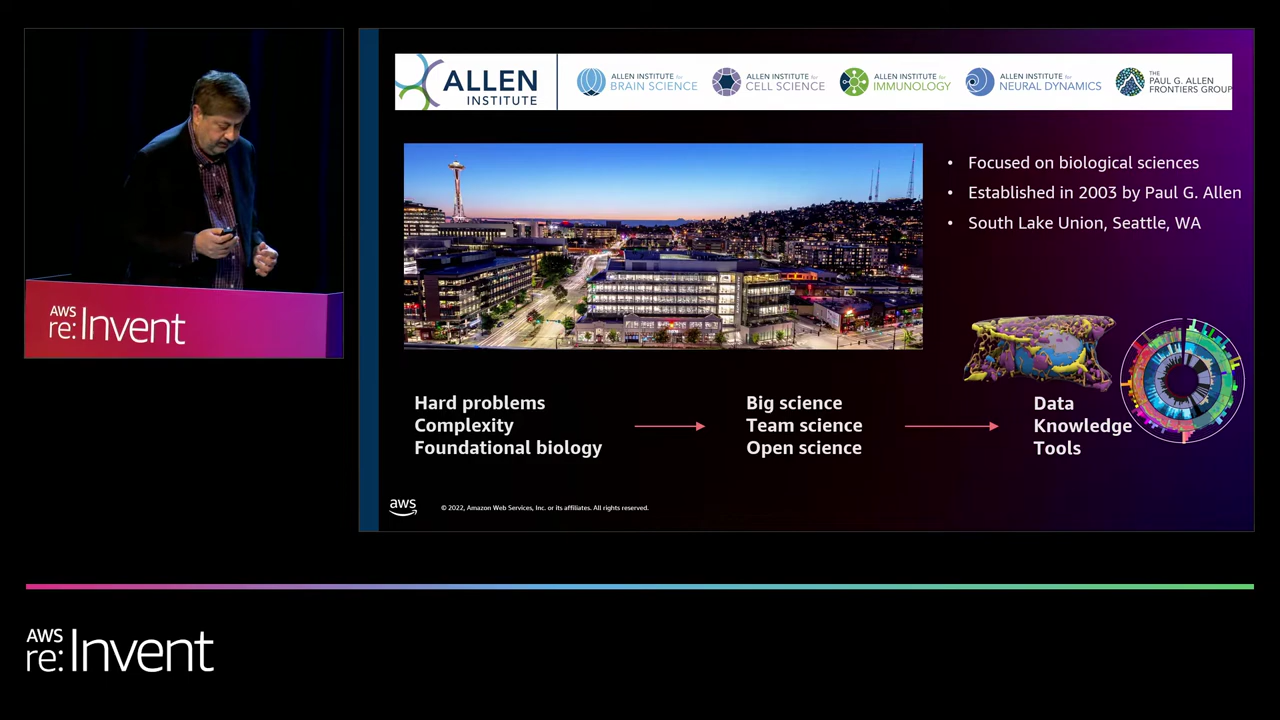 AWS
re:Invent
ALLEN
INSTITUTE
ALLEN INSTITUTE for
BRAIN SCIENCE
ALLEN INSTITUTE for
CELL SCIENCE
ALLEN INSTITUTE for
IMMUNOLOGY
ALLEN INSTITUTE for
NEURAL DYNAMICS
THE
PAUL G. ALLEN
FRONTIERS GROUP
• Focused on biological sciences
• Established in 2003 by Paul G. Allen
• South Lake Union, Seattle, WA
Hard problems
Complexity
Foundational biology
Big science
Team science
Open science
Data
Knowledge
Tools
aws
© 2022, Amazon Web Services, Inc. or its affiliates. All rights reserved.
AWS
re:Invent